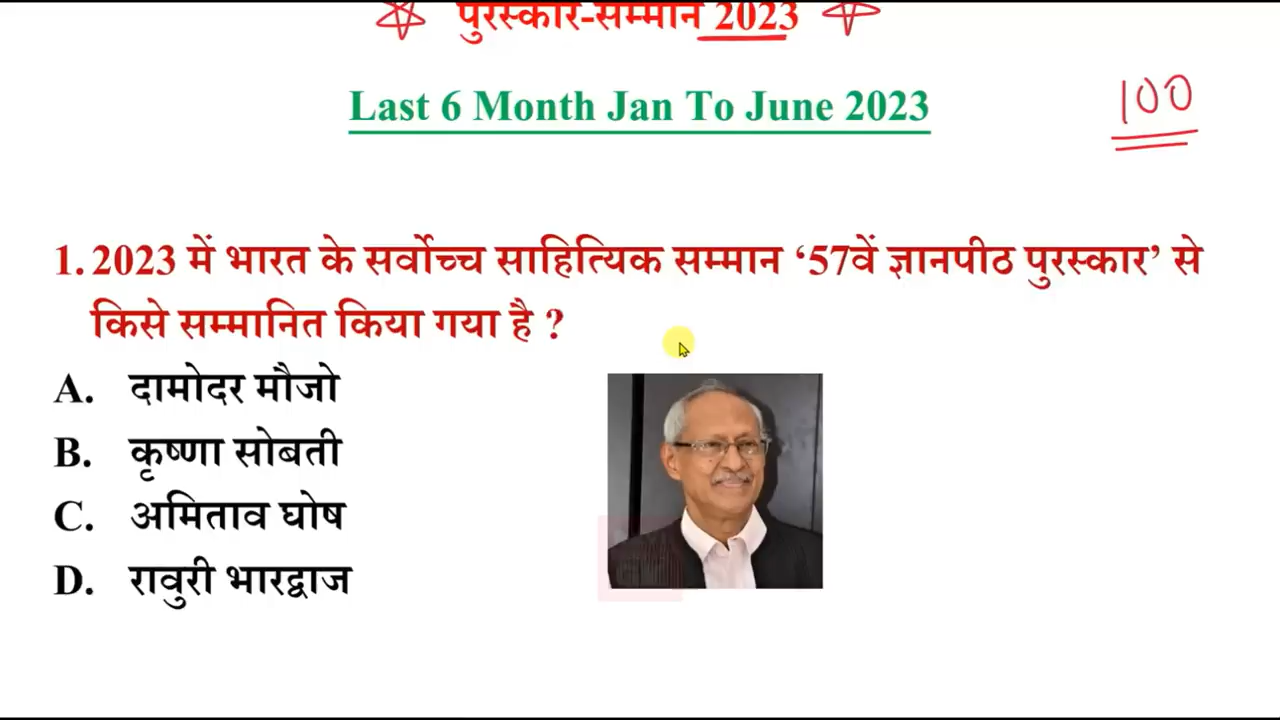 पुरस्कार-सम्मान 2023
Last 6 Month Jan To June 2023
100
1. 2023 में भारत के सर्वोच्च साहित्यिक सम्मान ‘57वें ज्ञानपीठ पुरस्कार’ से
किसे सम्मानित किया गया है ?
A. दामोदर मौजो
B. कृष्णा सोबती
C. अमिताव घोष
D. रावुरी भारद्वाज